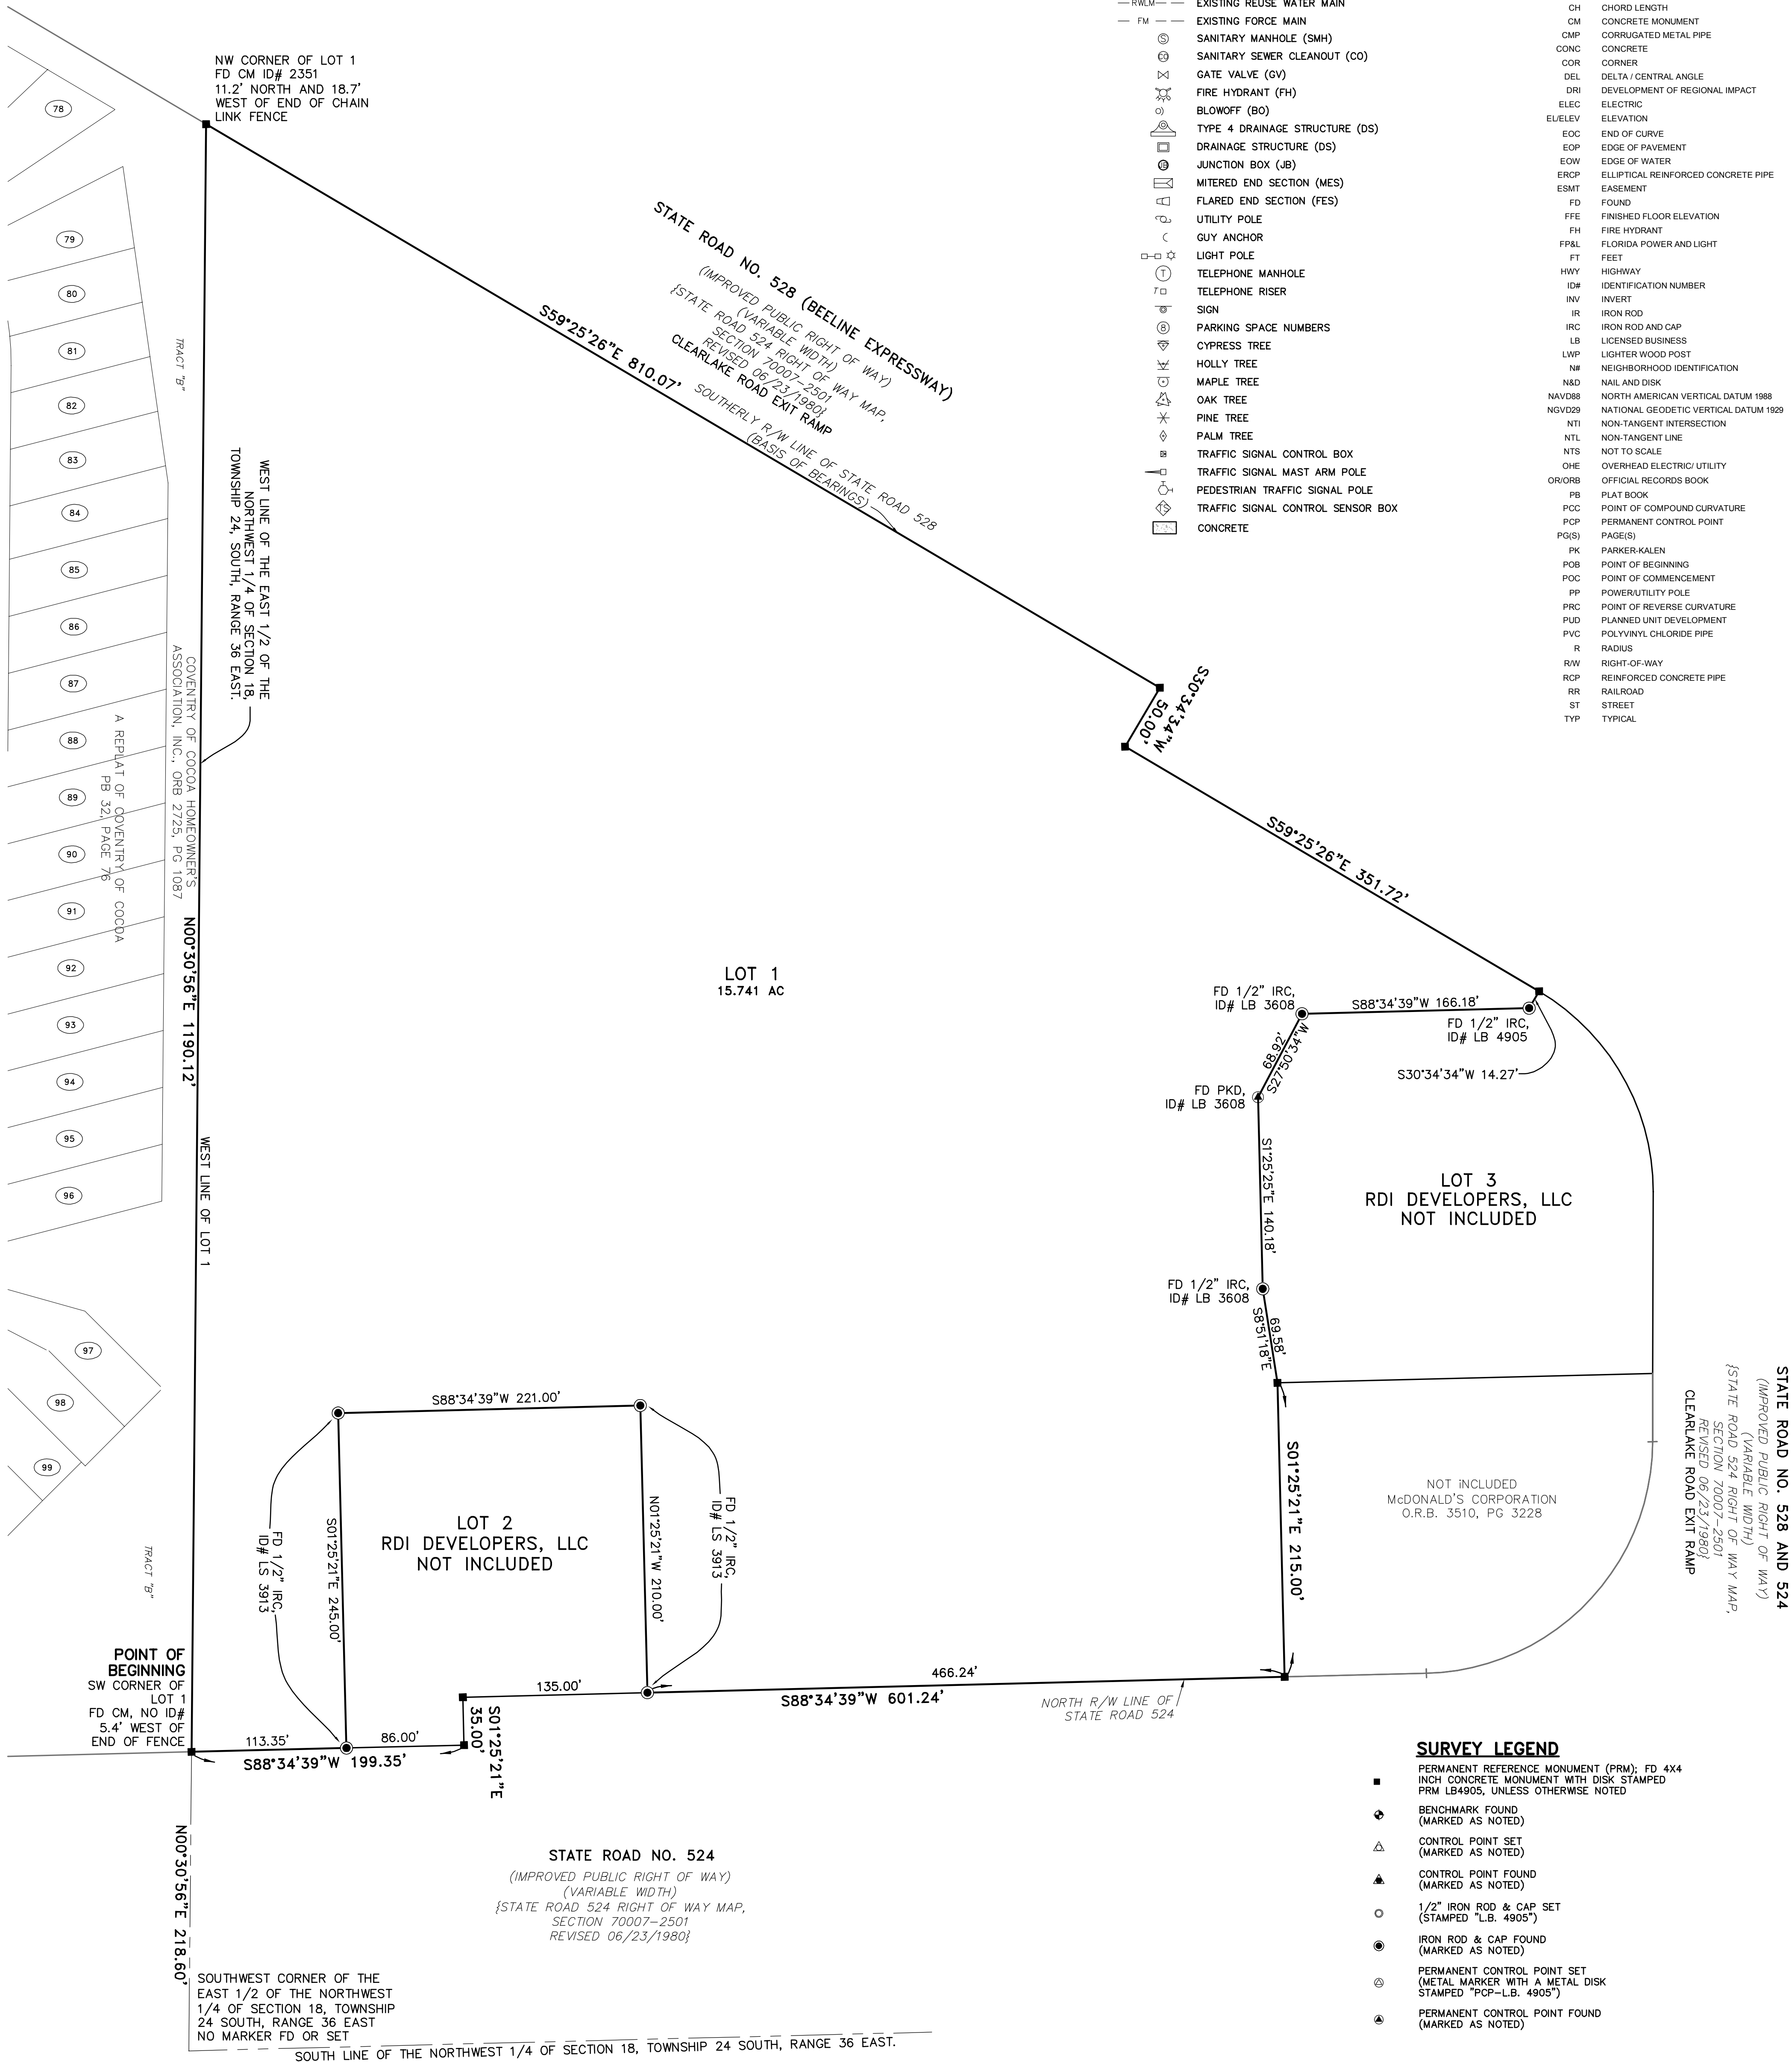 NW CORNER OF LOT 1
FD CM ID# 2351
11.2' NORTH AND 18.7'
WEST OF END OF CHAIN
LINK FENCE
STATE ROAD NO. 528 (BEELINE EXPRESSWAY)
(IMPROVED PUBLIC RIGHT OF WAY)
(VARIABLE WIDTH)
{STATE ROAD 524 RIGHT OF WAY MAP,
SECTION 70007-2501
REVISED 06/23/1980}
CLEARLAKE ROAD EXIT RAMP
S59°25'26"E 810.07'
SOUTHERLY R/W LINE OF STATE ROAD 528
(BASIS OF BEARINGS)
S30°34'34"W
50.00'
S59°25'26"E 351.72'
—RWLM— EXISTING REUSE WATER MAIN
— FM — EXISTING FORCE MAIN
S SANITARY MANHOLE (SMH)
CO SANITARY SEWER CLEANOUT (CO)
GATE VALVE (GV)
FIRE HYDRANT (FH)
BLOWOFF (BO)
TYPE 4 DRAINAGE STRUCTURE (DS)
DRAINAGE STRUCTURE (DS)
JB JUNCTION BOX (JB)
MITERED END SECTION (MES)
FLARED END SECTION (FES)
UTILITY POLE
GUY ANCHOR
LIGHT POLE
T TELEPHONE MANHOLE
T TELEPHONE RISER
SIGN
8 PARKING SPACE NUMBERS
CYPRESS TREE
HOLLY TREE
MAPLE TREE
OAK TREE
PINE TREE
PALM TREE
TRAFFIC SIGNAL CONTROL BOX
TRAFFIC SIGNAL MAST ARM POLE
PEDESTRIAN TRAFFIC SIGNAL POLE
TS TRAFFIC SIGNAL CONTROL SENSOR BOX
CONCRETE
CH CHORD LENGTH
CM CONCRETE MONUMENT
CMP CORRUGATED METAL PIPE
CONC CONCRETE
COR CORNER
DEL DELTA / CENTRAL ANGLE
DRI DEVELOPMENT OF REGIONAL IMPACT
ELEC ELECTRIC
EL/ELEV ELEVATION
EOC END OF CURVE
EOP EDGE OF PAVEMENT
EOW EDGE OF WATER
ERCP ELLIPTICAL REINFORCED CONCRETE PIPE
ESMT EASEMENT
FD FOUND
FFE FINISHED FLOOR ELEVATION
FH FIRE HYDRANT
FP&L FLORIDA POWER AND LIGHT
FT FEET
HWY HIGHWAY
ID# IDENTIFICATION NUMBER
INV INVERT
IR IRON ROD
IRC IRON ROD AND CAP
LB LICENSED BUSINESS
LWP LIGHTER WOOD POST
N# NEIGHBORHOOD IDENTIFICATION
N&D NAIL AND DISK
NAVD88 NORTH AMERICAN VERTICAL DATUM 1988
NGVD29 NATIONAL GEODETIC VERTICAL DATUM 1929
NTI NON-TANGENT INTERSECTION
NTL NON-TANGENT LINE
NTS NOT TO SCALE
OHE OVERHEAD ELECTRIC/ UTILITY
OR/ORB OFFICIAL RECORDS BOOK
PB PLAT BOOK
PCC POINT OF COMPOUND CURVATURE
PCP PERMANENT CONTROL POINT
PG(S) PAGE(S)
PK PARKER-KALEN
POB POINT OF BEGINNING
POC POINT OF COMMENCEMENT
PP POWER/UTILITY POLE
PRC POINT OF REVERSE CURVATURE
PUD PLANNED UNIT DEVELOPMENT
PVC POLYVINYL CHLORIDE PIPE
R RADIUS
R/W RIGHT-OF-WAY
RCP REINFORCED CONCRETE PIPE
RR RAILROAD
ST STREET
TYP TYPICAL
78
79
80
81
82
83
84
85
86
87
88
89
90
91
92
93
94
95
96
97
98
99
TRACT "B"
WEST LINE OF THE EAST 1/2 OF THE
NORTHWEST 1/4 OF SECTION 18,
TOWNSHIP 24, SOUTH, RANGE 36 EAST.
COVENTRY OF COCOA HOMEOWNER'S
ASSOCIATION, INC., ORB 2725, PG 1087
A REPLAT OF COVENTRY OF COCOA
PB 32, PAGE 76
N00°30'56"E 1190.12'
WEST LINE OF LOT 1
TRACT "B"
LOT 1
15.741 AC
FD 1/2" IRC,
ID# LB 3608
S88°34'39"W 166.18'
FD 1/2" IRC,
ID# LB 4905
S30°34'34"W 14.27'
68.92'
S27°50'34"W
FD PKD,
ID# LB 3608
S1°25'25"E 140.18'
FD 1/2" IRC,
ID# LB 3608
69.58'
S8°51'18"E
LOT 3
RDI DEVELOPERS, LLC
NOT INCLUDED
S01°25'21"E 215.00'
NOT iNCLUDED
McDONALD'S CORPORATION
O.R.B. 3510, PG 3228
STATE ROAD NO. 528 AND 524
(IMPROVED PUBLIC RIGHT OF WAY)
(VARIABLE WIDTH)
{STATE ROAD 524 RIGHT OF WAY MAP,
SECTION 70007-2501
REVISED 06/23/1980}
CLEARLAKE ROAD EXIT RAMP
S88°34'39"W 221.00'
S01°25'21"E 245.00'
LOT 2
RDI DEVELOPERS, LLC
NOT INCLUDED
N01°25'21"W 210.00'
FD 1/2" IRC,
ID# LS 3913
FD 1/2" IRC,
ID# LS 3913
POINT OF
BEGINNING
SW CORNER OF
LOT 1
FD CM, NO ID#
5.4' WEST OF
END OF FENCE
113.35'
86.00'
S88°34'39"W 199.35'
S01°25'21"E
35.00'
135.00'
466.24'
S88°34'39"W 601.24'
NORTH R/W LINE OF
STATE ROAD 524
N00°30'56"E 218.60'
STATE ROAD NO. 524
(IMPROVED PUBLIC RIGHT OF WAY)
(VARIABLE WIDTH)
{STATE ROAD 524 RIGHT OF WAY MAP,
SECTION 70007-2501
REVISED 06/23/1980}
SOUTHWEST CORNER OF THE
EAST 1/2 OF THE NORTHWEST
1/4 OF SECTION 18, TOWNSHIP
24 SOUTH, RANGE 36 EAST
NO MARKER FD OR SET
SOUTH LINE OF THE NORTHWEST 1/4 OF SECTION 18, TOWNSHIP 24 SOUTH, RANGE 36 EAST.
SURVEY LEGEND
PERMANENT REFERENCE MONUMENT (PRM); FD 4X4
INCH CONCRETE MONUMENT WITH DISK STAMPED
PRM LB4905, UNLESS OTHERWISE NOTED
BENCHMARK FOUND
(MARKED AS NOTED)
CONTROL POINT SET
(MARKED AS NOTED)
CONTROL POINT FOUND
(MARKED AS NOTED)
1/2" IRON ROD & CAP SET
(STAMPED "L.B. 4905")
IRON ROD & CAP FOUND
(MARKED AS NOTED)
PERMANENT CONTROL POINT SET
(METAL MARKER WITH A METAL DISK
STAMPED "PCP-L.B. 4905")
PERMANENT CONTROL POINT FOUND
(MARKED AS NOTED)